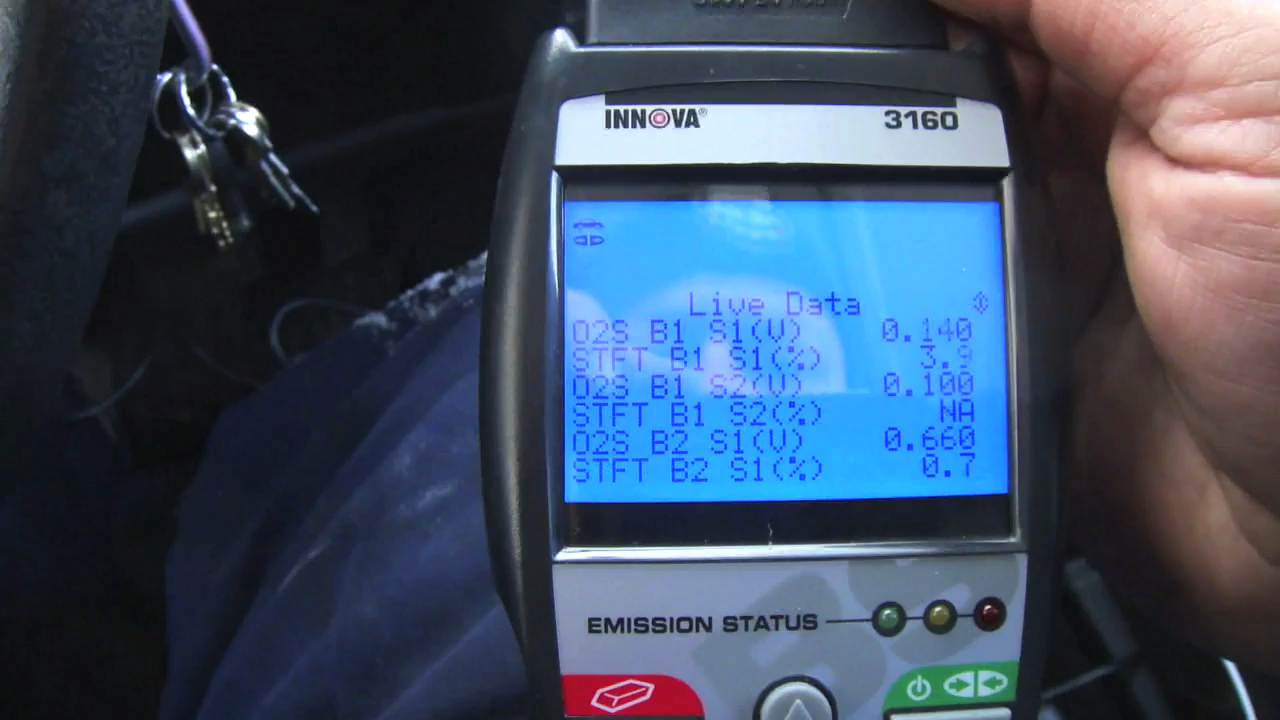 INNOVA® 3160
Live Data
O2S B1 S1(V) 0.140
STFT B1 S1(%) 3.9
O2S B1 S2(V) 0.100
STFT B1 S2(%) NA
O2S B2 S1(V) 0.660
STFT B2 S1(%) 0.7
EMISSION STATUS